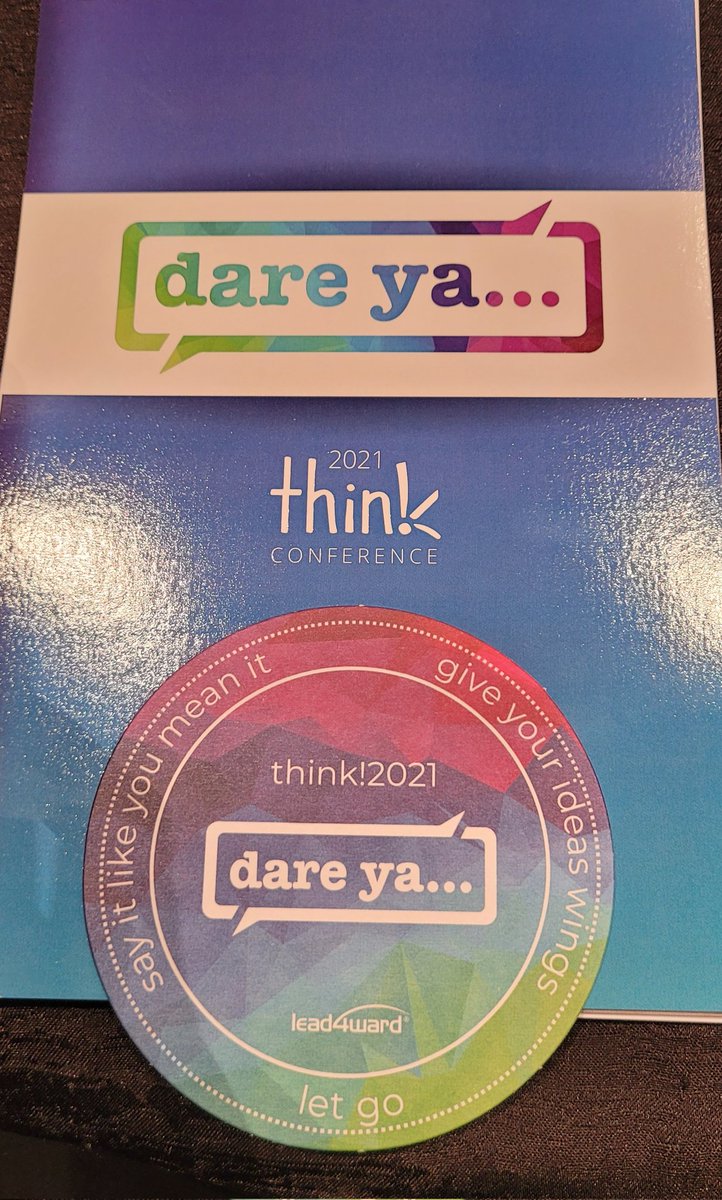 dare ya...
2021
think
CONFERENCE
say it like you mean it
give your ideas wings
think!2021
dare ya...
lead4ward®
let go